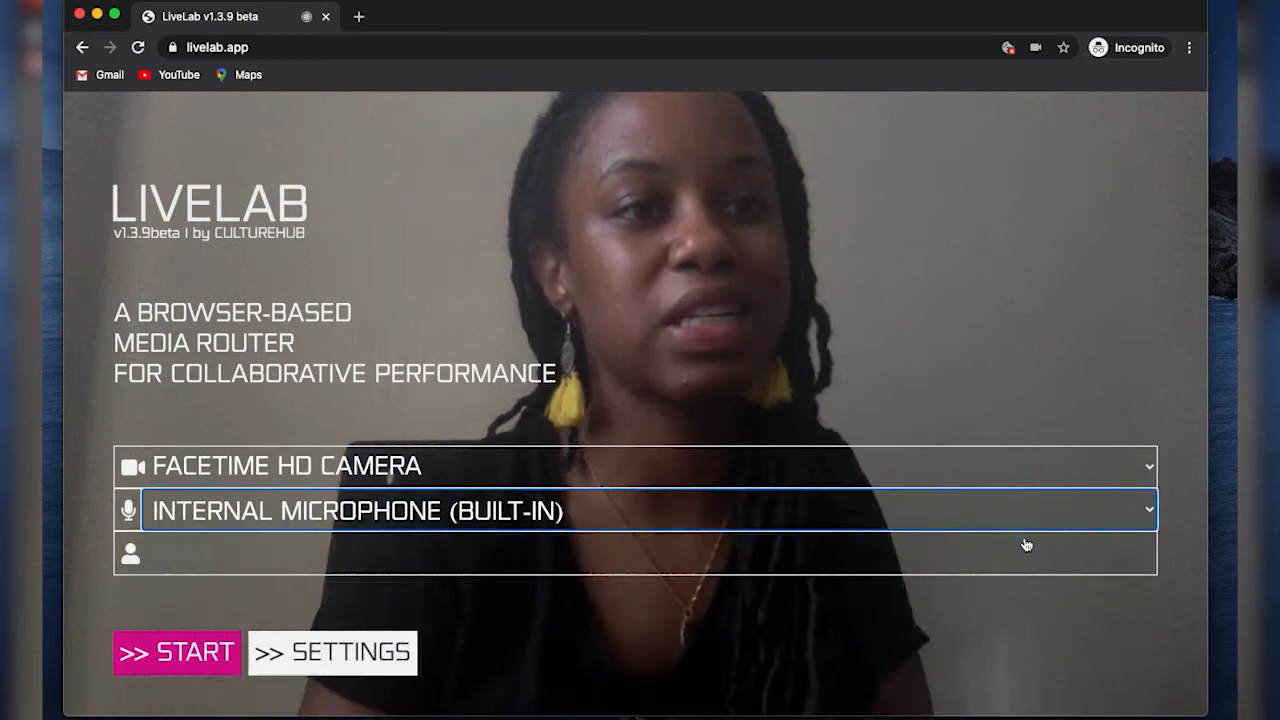 LiveLab v1.3.9 beta
livelab.app
Incognito
Gmail YouTube Maps
LIVELAB
v1.3.9beta | by CULTUREHUB
A BROWSER-BASED
MEDIA ROUTER
FOR COLLABORATIVE PERFORMANCE
FACETIME HD CAMERA
INTERNAL MICROPHONE (BUILT-IN)
>> START >> SETTINGS